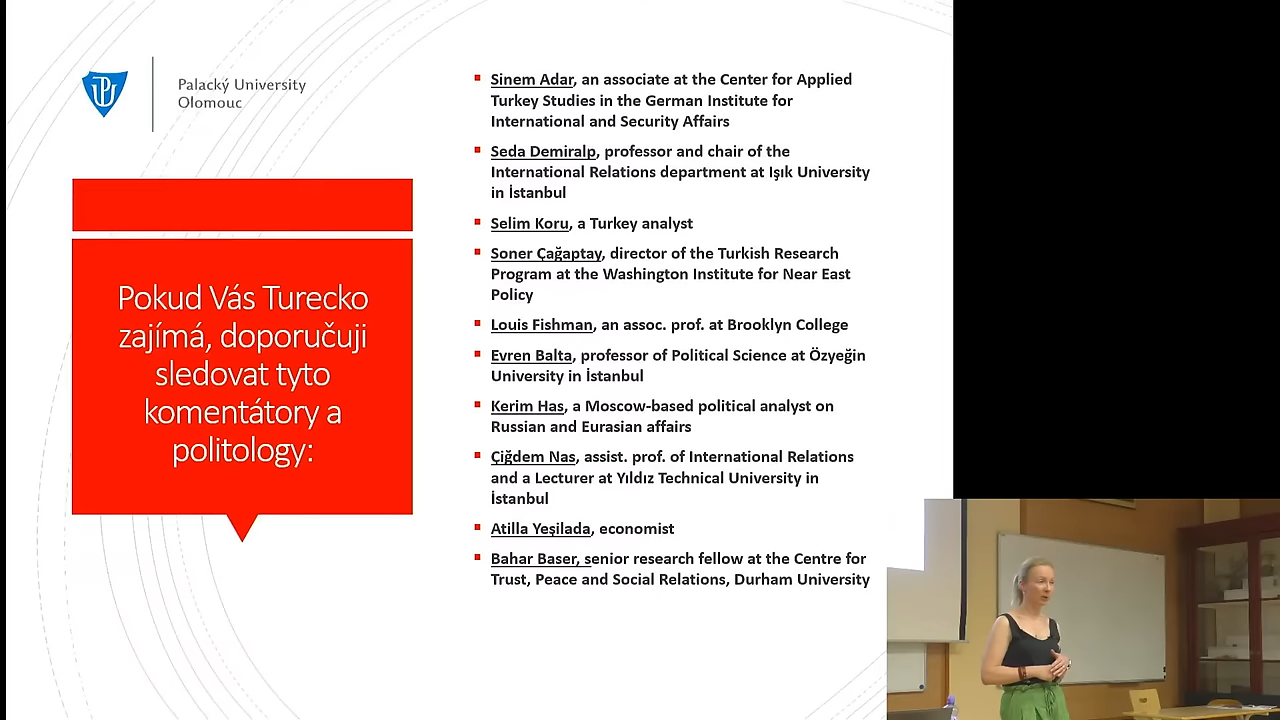 Palacký University
Olomouc
Pokud Vás Turecko
zajímá, doporučuji
sledovat tyto
komentátory a
politology:
Sinem Adar, an associate at the Center for Applied
Turkey Studies in the German Institute for
International and Security Affairs
Seda Demiralp, professor and chair of the
International Relations department at Işık University
in İstanbul
Selim Koru, a Turkey analyst
Soner Çağaptay, director of the Turkish Research
Program at the Washington Institute for Near East
Policy
Louis Fishman, an assoc. prof. at Brooklyn College
Evren Balta, professor of Political Science at Özyeğin
University in İstanbul
Kerim Has, a Moscow-based political analyst on
Russian and Eurasian affairs
Çiğdem Nas, assist. prof. of International Relations
and a Lecturer at Yıldız Technical University in
İstanbul
Atilla Yeşilada, economist
Bahar Baser, senior research fellow at the Centre for
Trust, Peace and Social Relations, Durham University